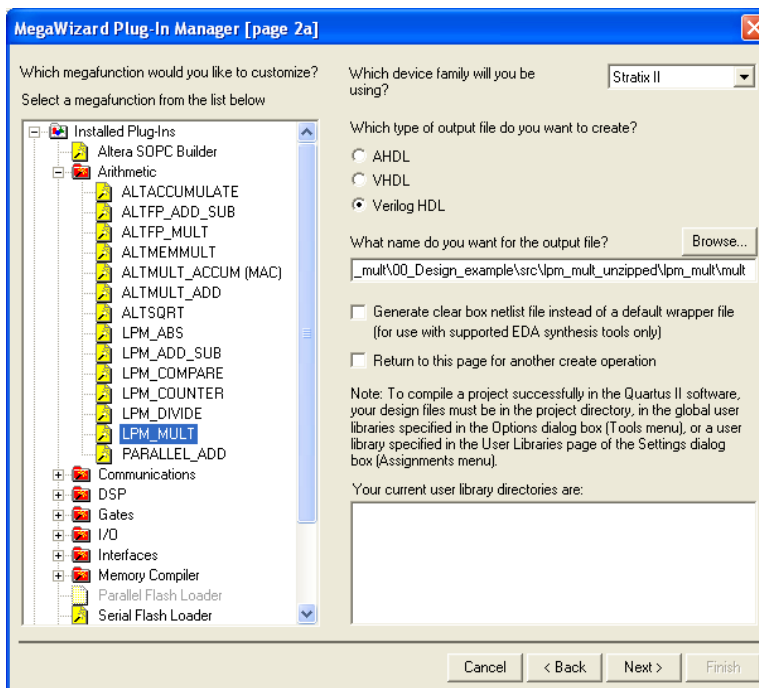 MegaWizard Plug-In Manager [page 2a]
Which megafunction would you like to customize?
Select a megafunction from the list below
Installed Plug-Ins
Altera SOPC Builder
Arithmetic
ALTACCUMULATE
ALTFP_ADD_SUB
ALTFP_MULT
ALTMEMMULT
ALTMULT_ACCUM (MAC)
ALTMULT_ADD
ALTSQRT
LPM_ABS
LPM_ADD_SUB
LPM_COMPARE
LPM_COUNTER
LPM_DIVIDE
LPM_MULT
PARALLEL_ADD
Communications
DSP
Gates
I/O
Interfaces
Memory Compiler
Parallel Flash Loader
Serial Flash Loader
Which device family will you be
using?
Stratix II
Which type of output file do you want to create?
AHDL
VHDL
Verilog HDL
What name do you want for the output file?
Browse...
_mult\00_Design_example\src\lpm_mult_unzipped\lpm_mult\mult
Generate clear box netlist file instead of a default wrapper file
(for use with supported EDA synthesis tools only)
Return to this page for another create operation
Note: To compile a project successfully in the Quartus II software,
your design files must be in the project directory, in the global user
libraries specified in the Options dialog box (Tools menu), or a user
library specified in the User Libraries page of the Settings dialog
box (Assignments menu).
Your current user library directories are:
Cancel
< Back
Next >
Finish